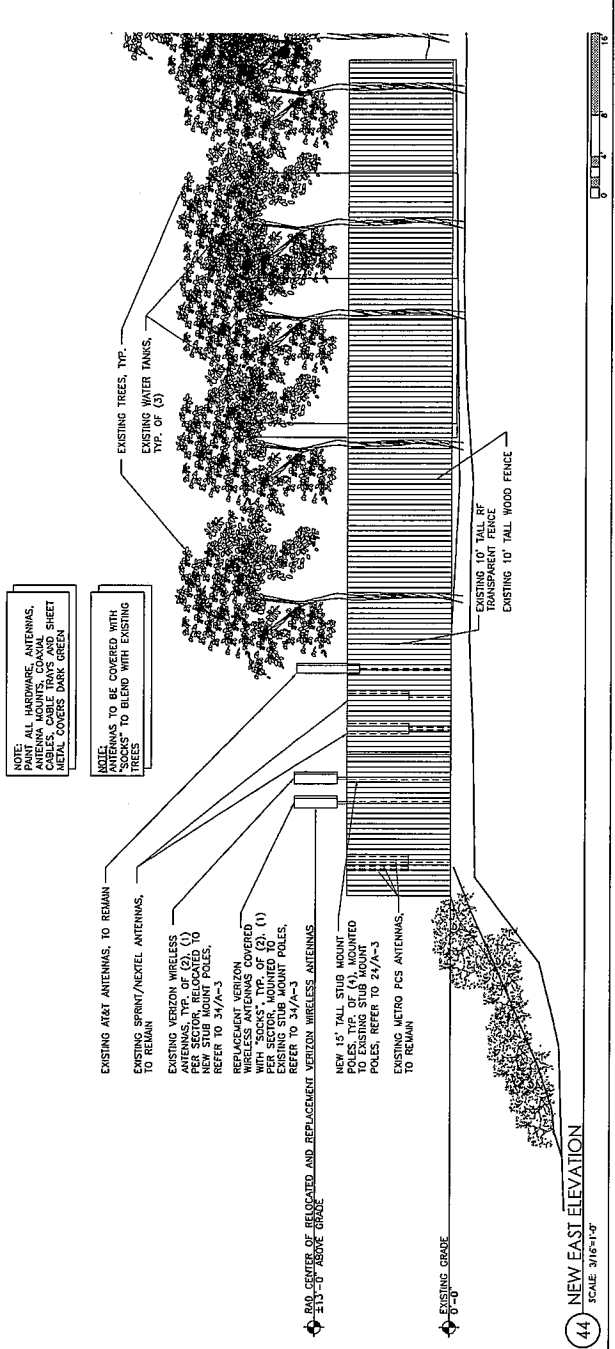 NOTE:
PAINT ALL HARDWARE, ANTENNAS,
ANTENNA MOUNTS, COAXIAL
CABLES, CABLE TRAYS AND SHEET
METAL COVERS DARK GREEN
NOTE:
ANTENNAS TO BE COVERED WITH
"SOCKS" TO BLEND WITH EXISTING
TREES
EXISTING TREES, TYP.
EXISTING WATER TANKS,
TYP. OF (3)
EXISTING AT&T ANTENNAS, TO REMAIN
EXISTING SPRINT/NEXTEL ANTENNAS,
TO REMAIN
EXISTING VERIZON WIRELESS
ANTENNAS, TYP. OF (2). (1)
PER SECTOR, RELOCATED TO
NEW STUB MOUNT POLES,
REFER TO 34/A-3
REPLACEMENT VERIZON
WIRELESS ANTENNAS COVERED
WITH "SOCKS", TYP. OF (2). (1)
PER SECTOR, MOUNTED TO
EXISTING STUB MOUNT POLES,
REFER TO 34/A-3
RAD CENTER OF RELOCATED AND REPLACEMENT VERIZON WIRELESS ANTENNAS
±13'-0" ABOVE GRADE
NEW 15' TALL STUB MOUNT
POLES, TYP. OF (4), MOUNTED
TO EXISTING STUB MOUNT
POLES, REFER TO 24/A-3
EXISTING METRO PCS ANTENNAS,
TO REMAIN
EXISTING GRADE
0'-0"
EXISTING 10' TALL RF
TRANSPARENT FENCE
EXISTING 10' TALL WOOD FENCE
44 NEW EAST ELEVATION
SCALE: 3/16"=1'-0"
0 4' 8' 16'